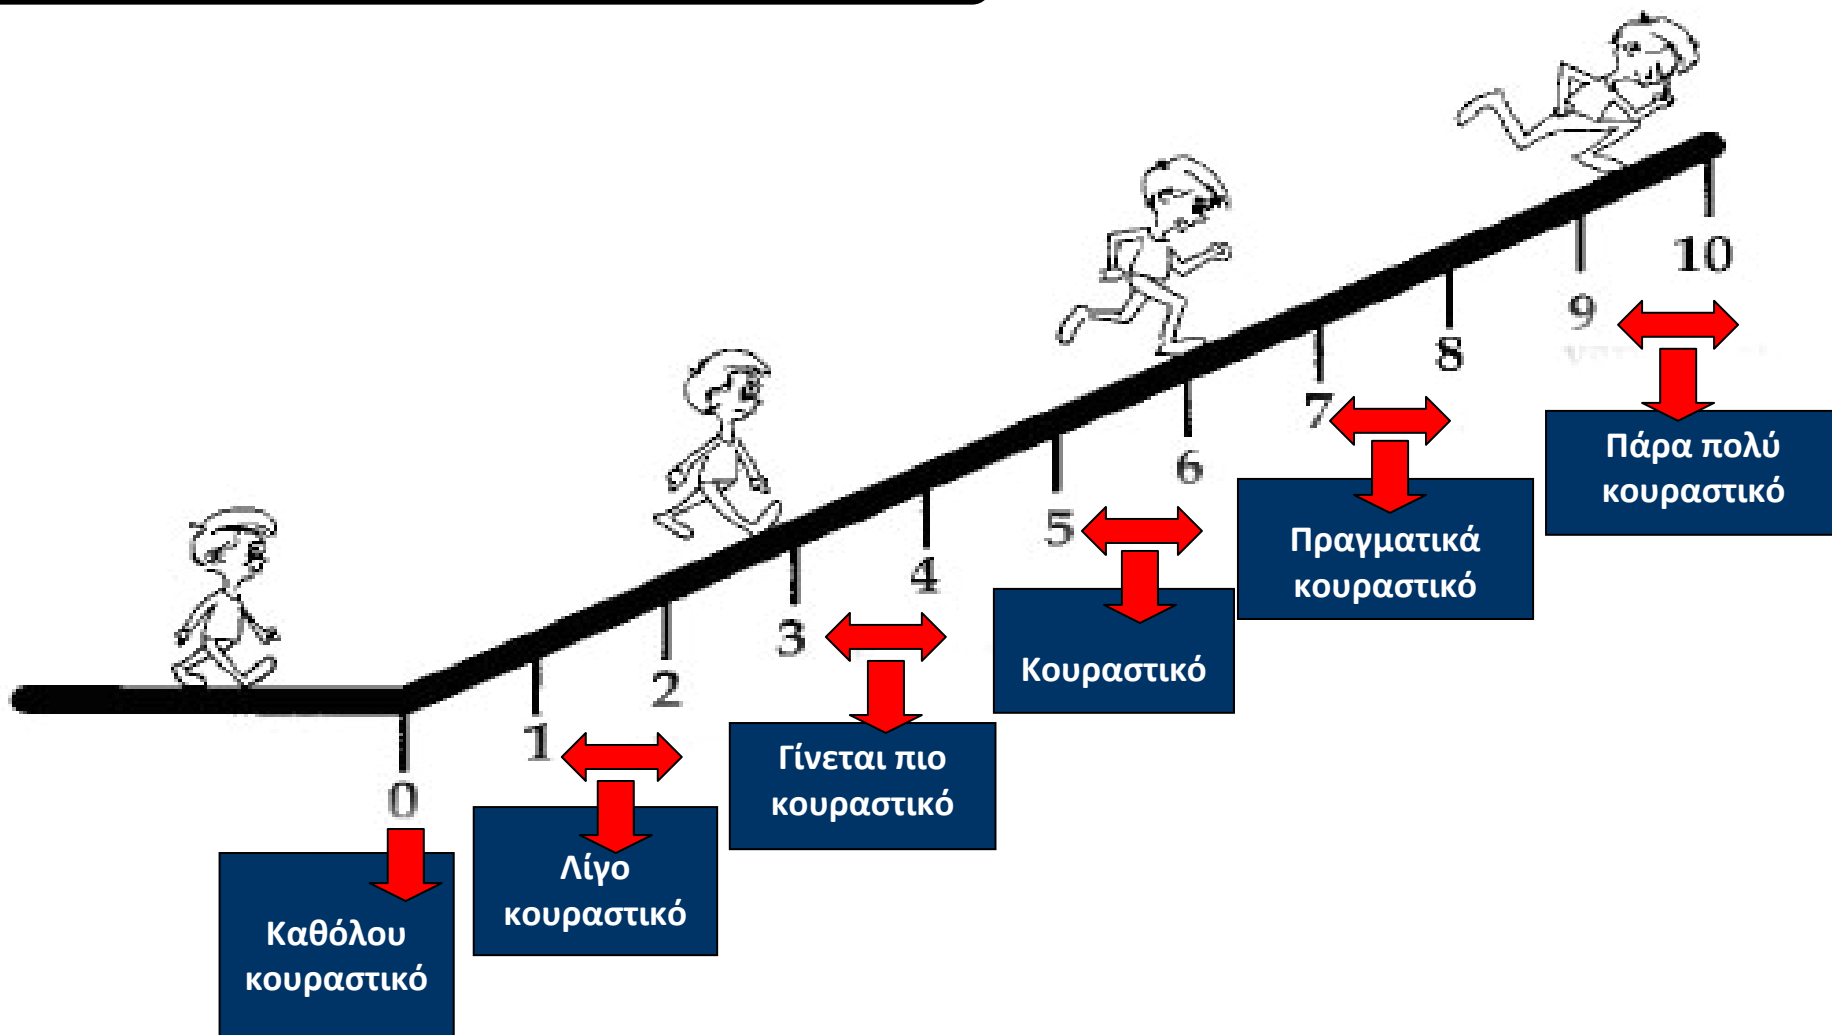 0
1
2
3
4
5
6
7
8
9
10
Καθόλου
κουραστικό
Λίγο
κουραστικό
Γίνεται πιο
κουραστικό
Κουραστικό
Πραγματικά
κουραστικό
Πάρα πολύ
κουραστικό